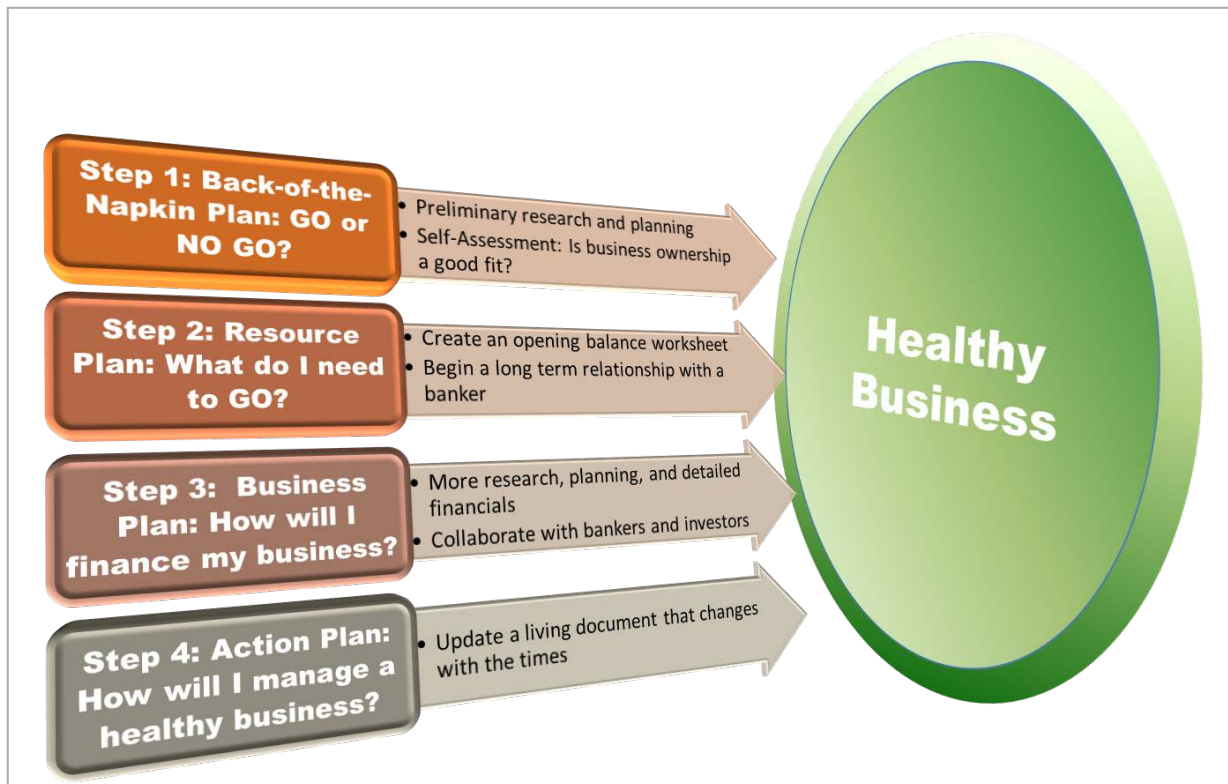 Step 1: Back-of-the-
Napkin Plan: GO or
NO GO?
• Preliminary research and planning
• Self-Assessment: Is business ownership
a good fit?
Step 2: Resource
Plan: What do I need
to GO?
• Create an opening balance worksheet
• Begin a long term relationship with a
banker
Step 3: Business
Plan: How will I
finance my business?
• More research, planning, and detailed
financials
• Collaborate with bankers and investors
Step 4: Action Plan:
How will I manage a
healthy business?
• Update a living document that changes
with the times
Healthy
Business